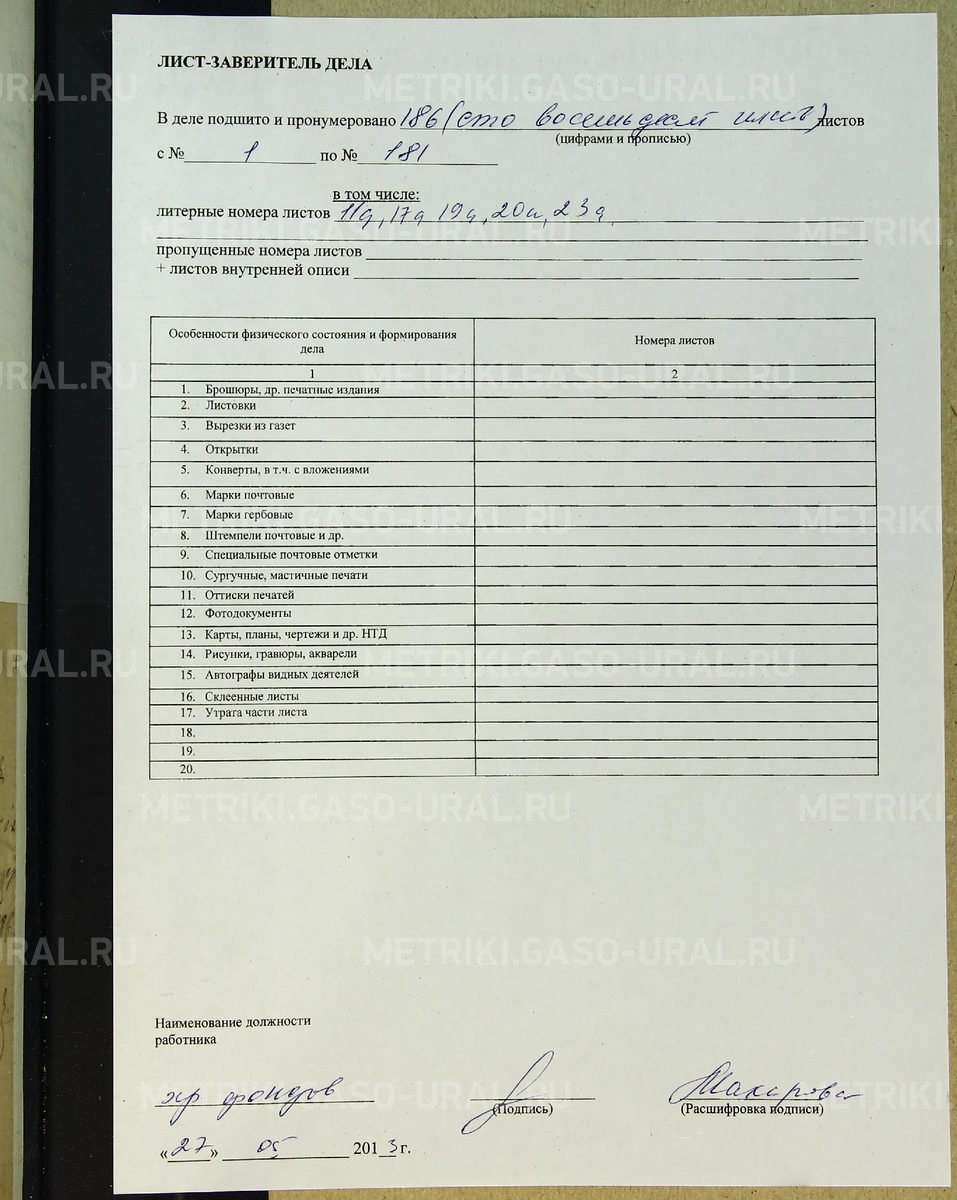 ЛИСТ-ЗАВЕРИТЕЛЬ ДЕЛА
В деле подшито и пронумеровано 186 (сто восемьдесят шесть) листов
(цифрами и прописью)
с № 1 по № 181
в том числе:
литерные номера листов 11а, 17а 19а, 20а, 23а
пропущенные номера листов
+ листов внутренней описи
Особенности физического состояния и формирования дела Номера листов
1 2
1. Брошюры, др. печатные издания
2. Листовки
3. Вырезки из газет
4. Открытки
5. Конверты, в т.ч. с вложениями
6. Марки почтовые
7. Марки гербовые
8. Штемпели почтовые и др.
9. Специальные почтовые отметки
10. Сургучные, мастичные печати
11. Оттиски печатей
12. Фотодокументы
13. Карты, планы, чертежи и др. НТД
14. Рисунки, гравюры, акварели
15. Автографы видных деятелей
16. Склеенные листы
17. Утрата части листа
18.
19.
20.
Наименование должности
работника
хр фондов Макарова
(Подпись) (Расшифровка подписи)
«27» 05 2013 г.
METRIKI.GASO-URAL.RU